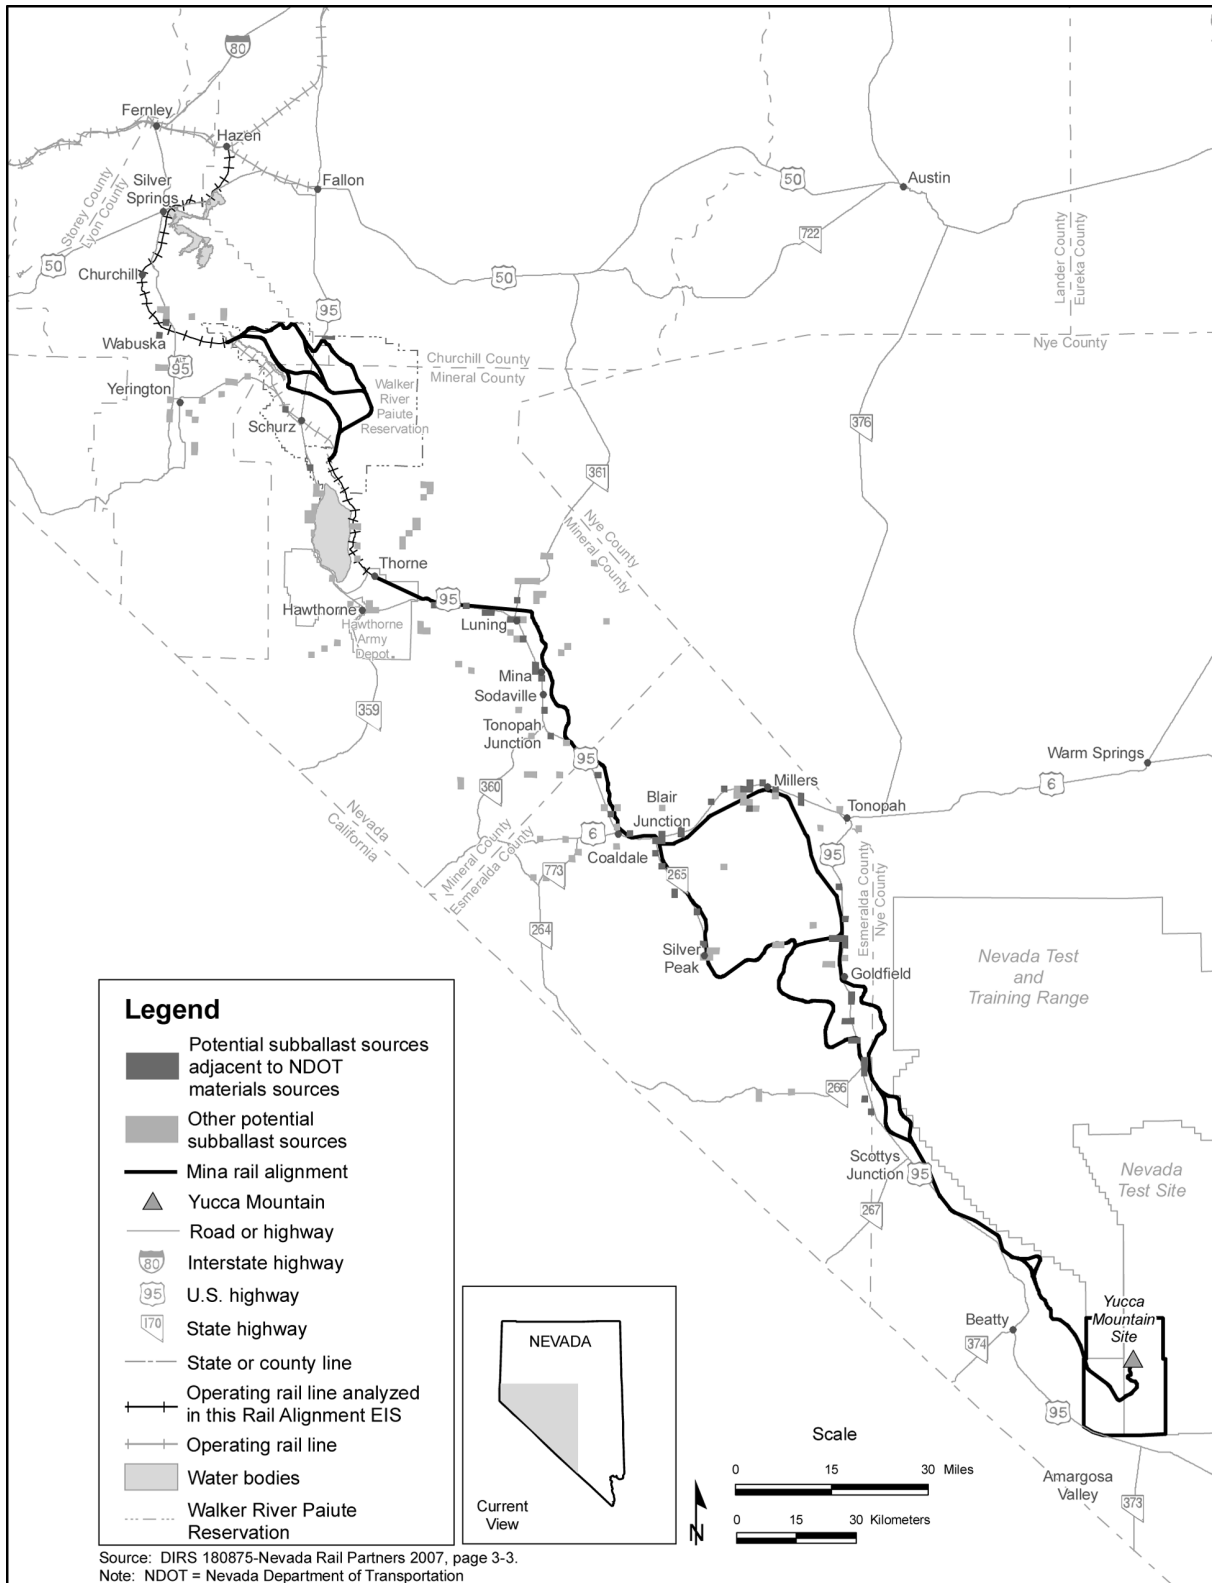 80
Fernley
Hazen
Silver
Springs
Fallon
Storey County
Lyon County
50
Austin
722
50
50
Lander County
Eureka County
Churchill
95
Wabuska
ALT
95
Churchill County
Mineral County
Nye County
Yerington
Walker
River
Paiute
Reservation
Schurz
376
361
Nye County
Mineral County
Thorne
95
Hawthorne
Hawthorne
Army
Depot
Luning
Mina
Sodaville
359
Tonopah
Junction
95
Warm Springs
360
Millers
6
Blair
Junction
Tonopah
Nevada
California
6
Coaldale
95
Mineral County
Esmeralda County
773
265
Esmeralda County
Nye County
264
Silver
Peak
Goldfield
Nevada Test
and
Training Range
266
Scottys
Junction
95
Nevada
Test Site
267
Yucca
Mountain
Site
Beatty
374
95
Amargosa
Valley
373
Legend
Potential subballast sources
adjacent to NDOT
materials sources
Other potential
subballast sources
Mina rail alignment
Yucca Mountain
Road or highway
80
Interstate highway
95
U.S. highway
170
State highway
State or county line
Operating rail line analyzed
in this Rail Alignment EIS
Operating rail line
Water bodies
Walker River Paiute
Reservation
NEVADA
Current
View
N
Scale
0 15 30 Miles
0 15 30 Kilometers
Source: DIRS 180875-Nevada Rail Partners 2007, page 3-3.
Note: NDOT = Nevada Department of Transportation